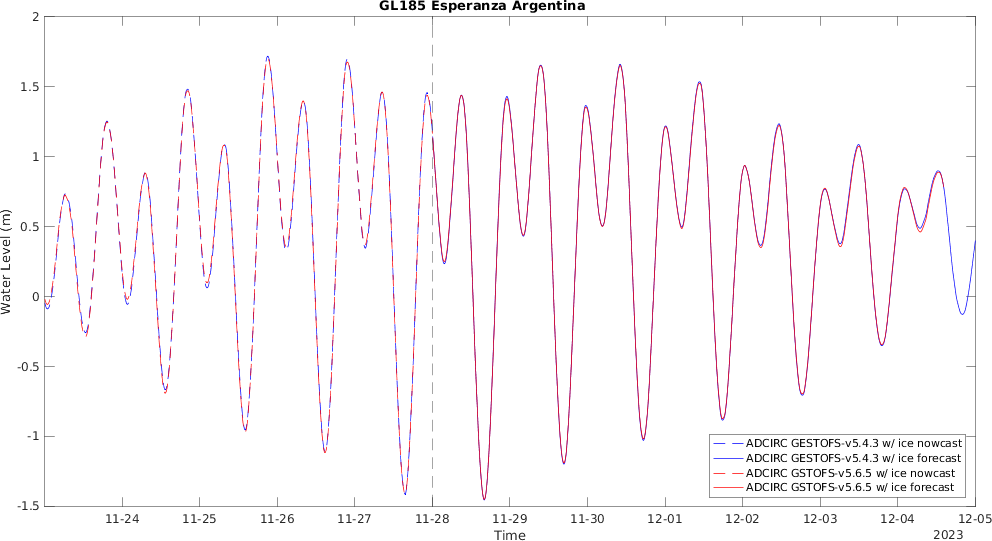 GL185 Esperanza Argentina
2
1.5
1
0.5
0
-0.5
-1
-1.5
Water Level (m)
ADCIRC GESTOFS-v5.4.3 w/ ice nowcast
ADCIRC GESTOFS-v5.4.3 w/ ice forecast
ADCIRC GSTOFS-v5.6.5 w/ ice nowcast
ADCIRC GSTOFS-v5.6.5 w/ ice forecast
11-24 11-25 11-26 11-27 11-28 11-29 11-30 12-01 12-02 12-03 12-04 12-05
Time
2023